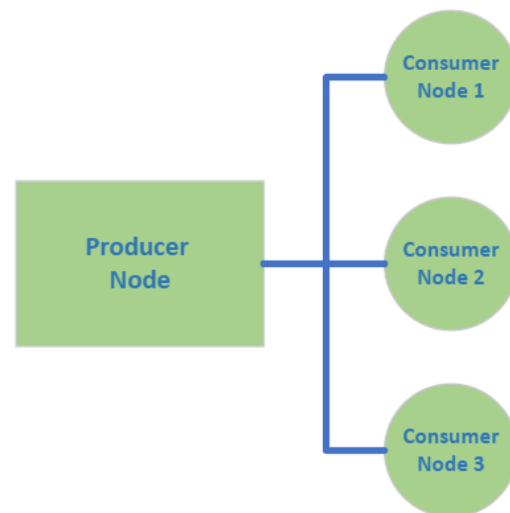 Consumer
Node 1
Producer
Node
Consumer
Node 2
Consumer
Node 3